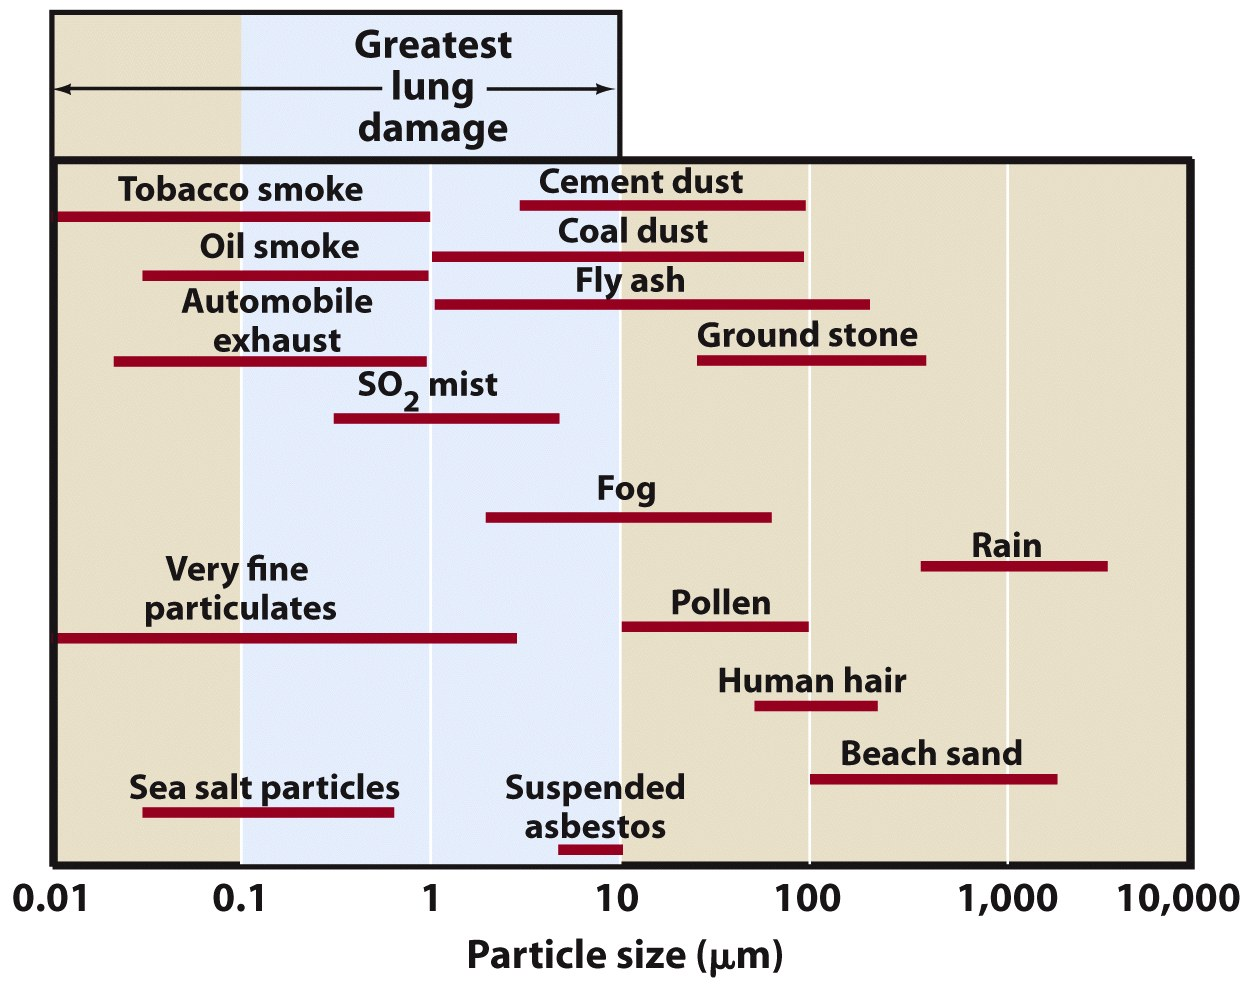 Greatest
lung
damage
Tobacco smoke
Cement dust
Oil smoke
Coal dust
Automobile
exhaust
Fly ash
Ground stone
SO₂ mist
Fog
Rain
Very fine
particulates
Pollen
Human hair
Beach sand
Sea salt particles
Suspended
asbestos
0.01 0.1 1 10 100 1,000 10,000
Particle size (μm)